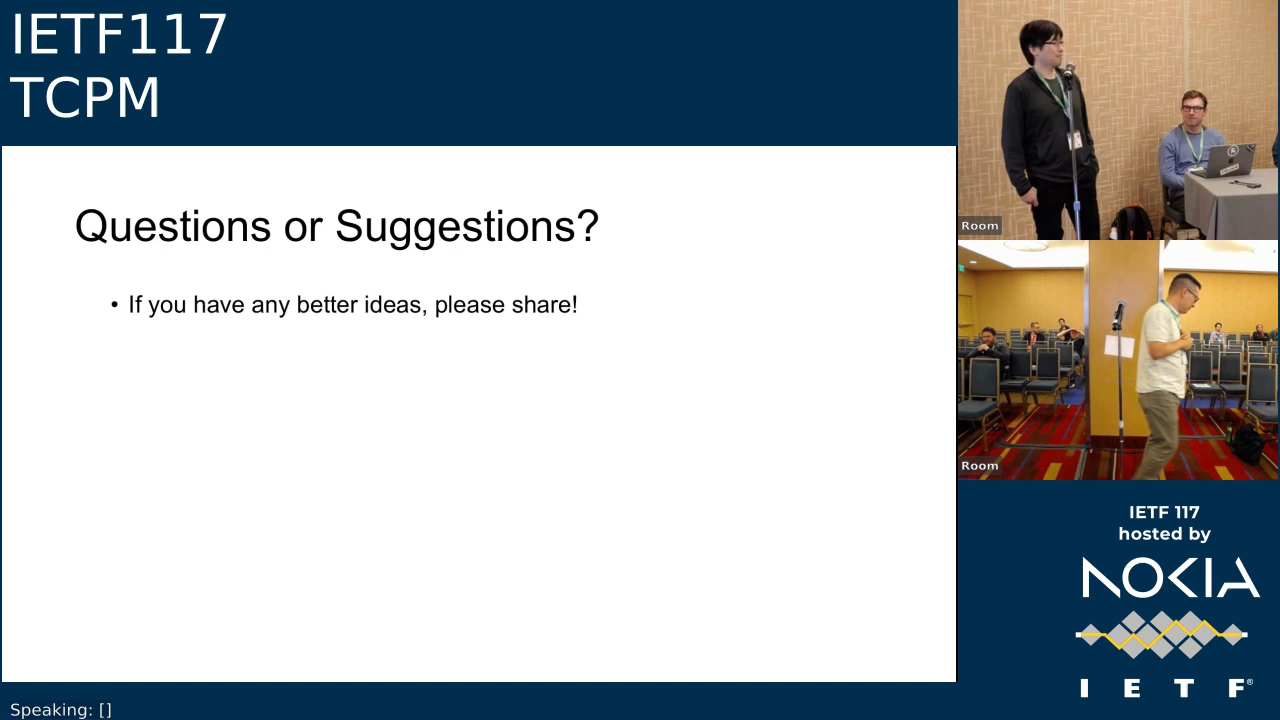 IETF117
TCPM
Questions or Suggestions?
• If you have any better ideas, please share!
Room
Room
IETF 117
hosted by
NOKIA
I E T F®
Speaking: []